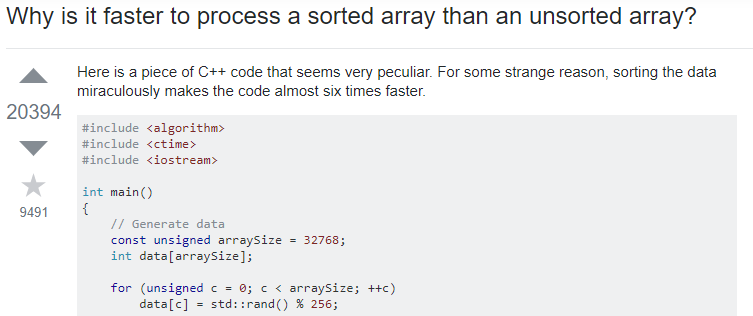 Why is it faster to process a sorted array than an unsorted array?
Here is a piece of C++ code that seems very peculiar. For some strange reason, sorting the data
miraculously makes the code almost six times faster.
20394
9491
#include <algorithm>
#include <ctime>
#include <iostream>
int main()
{
    // Generate data
    const unsigned arraySize = 32768;
    int data[arraySize];
    for (unsigned c = 0; c < arraySize; ++c)
        data[c] = std::rand() % 256;